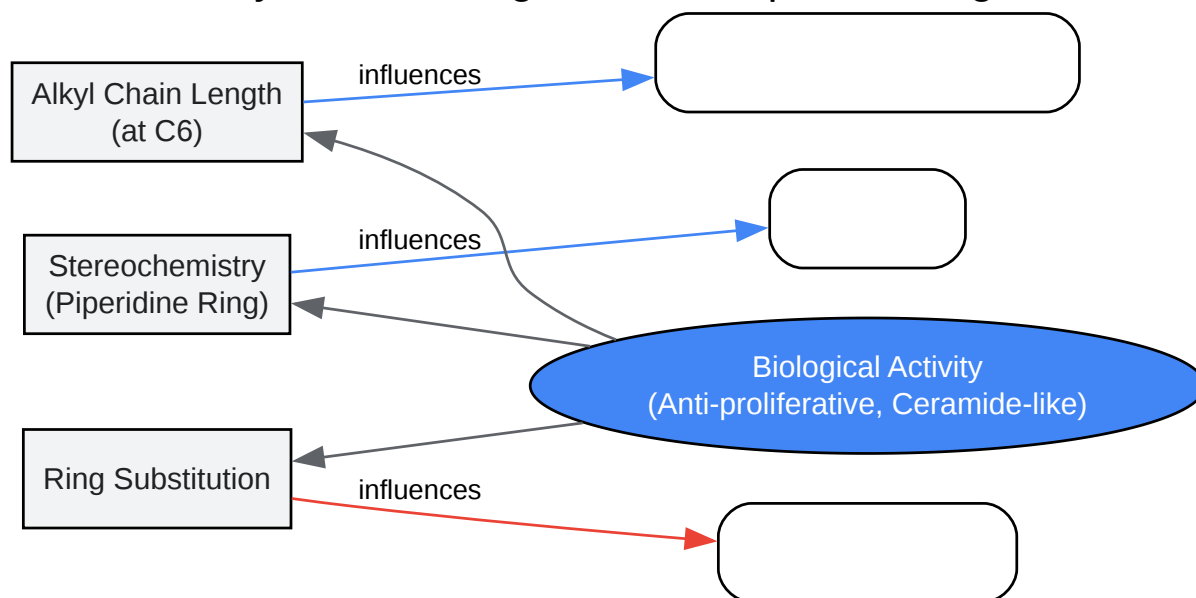 Alkyl Chain Length
(at C6)
influences
Stereochemistry
(Piperidine Ring)
influences
Biological Activity
(Anti-proliferative, Ceramide-like)
Ring Substitution
influences